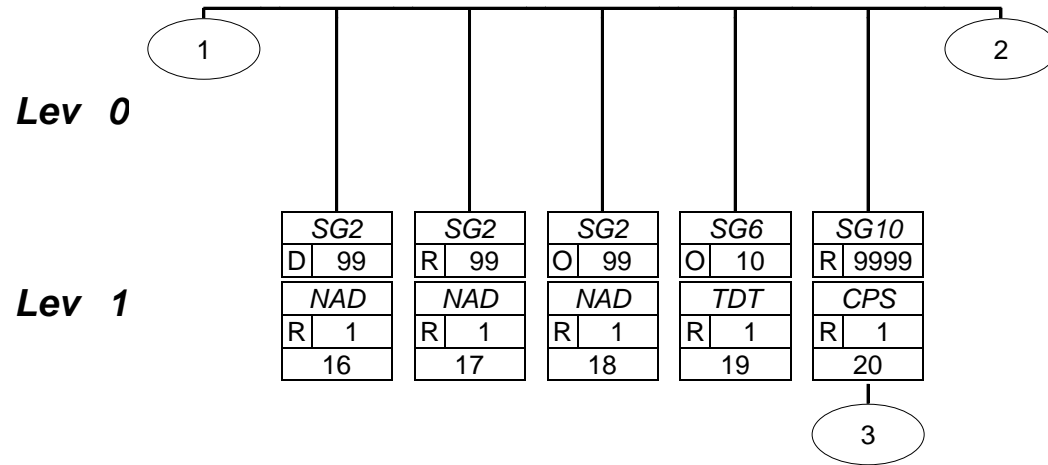 1 2
Lev 0
SG2 SG2 SG2 SG6 SG10
D 99 R 99 O 99 O 10 R 9999
Lev 1
NAD NAD NAD TDT CPS
R 1 R 1 R 1 R 1 R 1
16 17 18 19 20
3